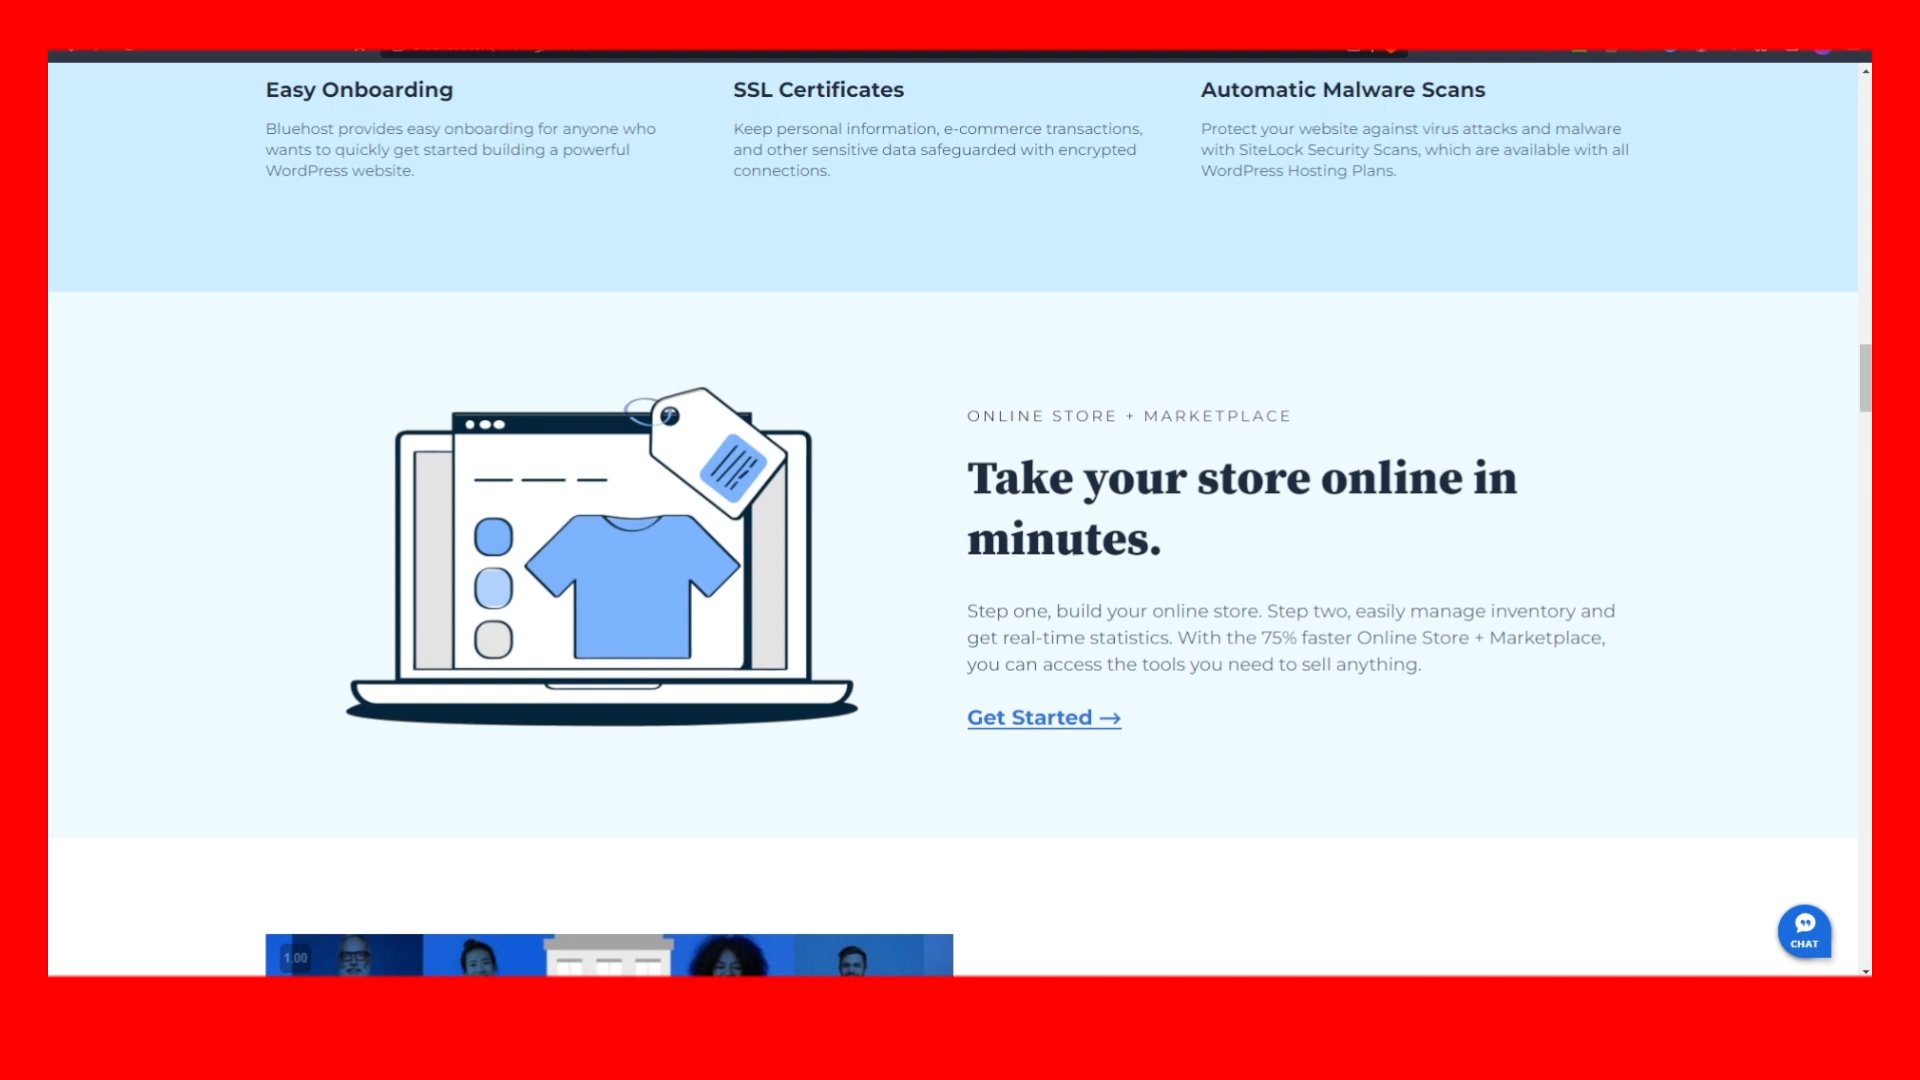 Easy Onboarding
Bluehost provides easy onboarding for anyone who
wants to quickly get started building a powerful
WordPress website.
SSL Certificates
Keep personal information, e-commerce transactions,
and other sensitive data safeguarded with encrypted
connections.
Automatic Malware Scans
Protect your website against virus attacks and malware
with SiteLock Security Scans, which are available with all
WordPress Hosting Plans.
ONLINE STORE + MARKETPLACE
Take your store online in
minutes.
Step one, build your online store. Step two, easily manage inventory and
get real-time statistics. With the 75% faster Online Store + Marketplace,
you can access the tools you need to sell anything.
Get Started →
1.00
CHAT